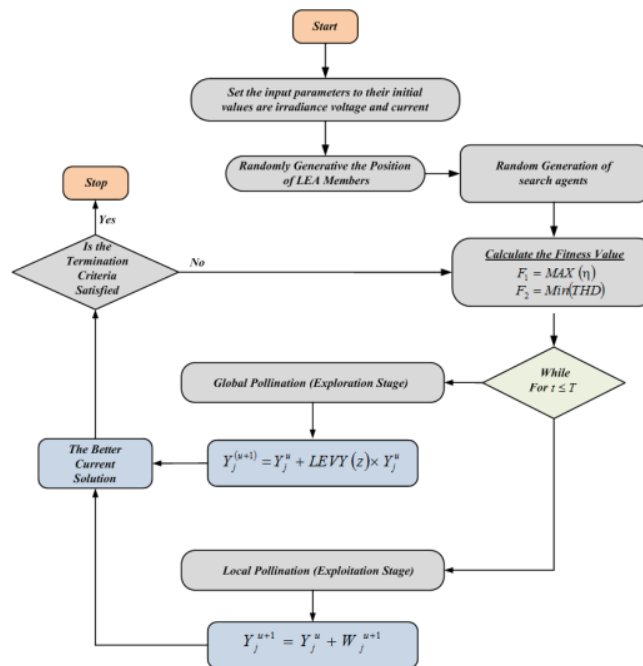 Start
Set the input parameters to their initial
values are irradiance voltage and current
Randomly Generative the Position
of LEA Members
Random Generation of
search agents
Stop
Yes
Is the
Termination
Criteria
Satisfied
No
Calculate the Fitness Value
F₁ = MAX (η)
F₂ = Min(THD)
While
For t ≤ T
Global Pollination (Exploration Stage)
Y_j^(u+1) = Y_j^u + LEVY(z)× Y_j^u
The Better
Current
Solution
Local Pollination (Exploitation Stage)
Y_j^u+1 = Y_j^u + W_j^u+1